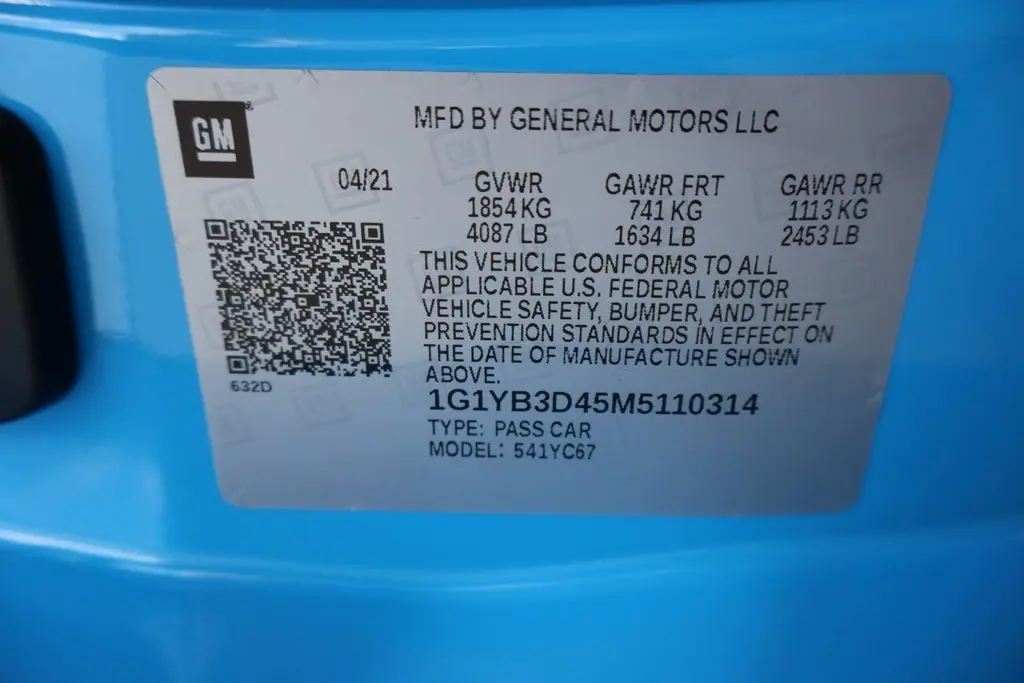 GM
MFD BY GENERAL MOTORS LLC
04/21 GVWR GAWR FRT GAWR RR
1854 KG 741 KG 1113 KG
4087 LB 1634 LB 2453 LB
THIS VEHICLE CONFORMS TO ALL
APPLICABLE U.S. FEDERAL MOTOR
VEHICLE SAFETY, BUMPER, AND THEFT
PREVENTION STANDARDS IN EFFECT ON
THE DATE OF MANUFACTURE SHOWN
ABOVE.
632D
1G1YB3D45M5110314
TYPE: PASS CAR
MODEL: 541YC67